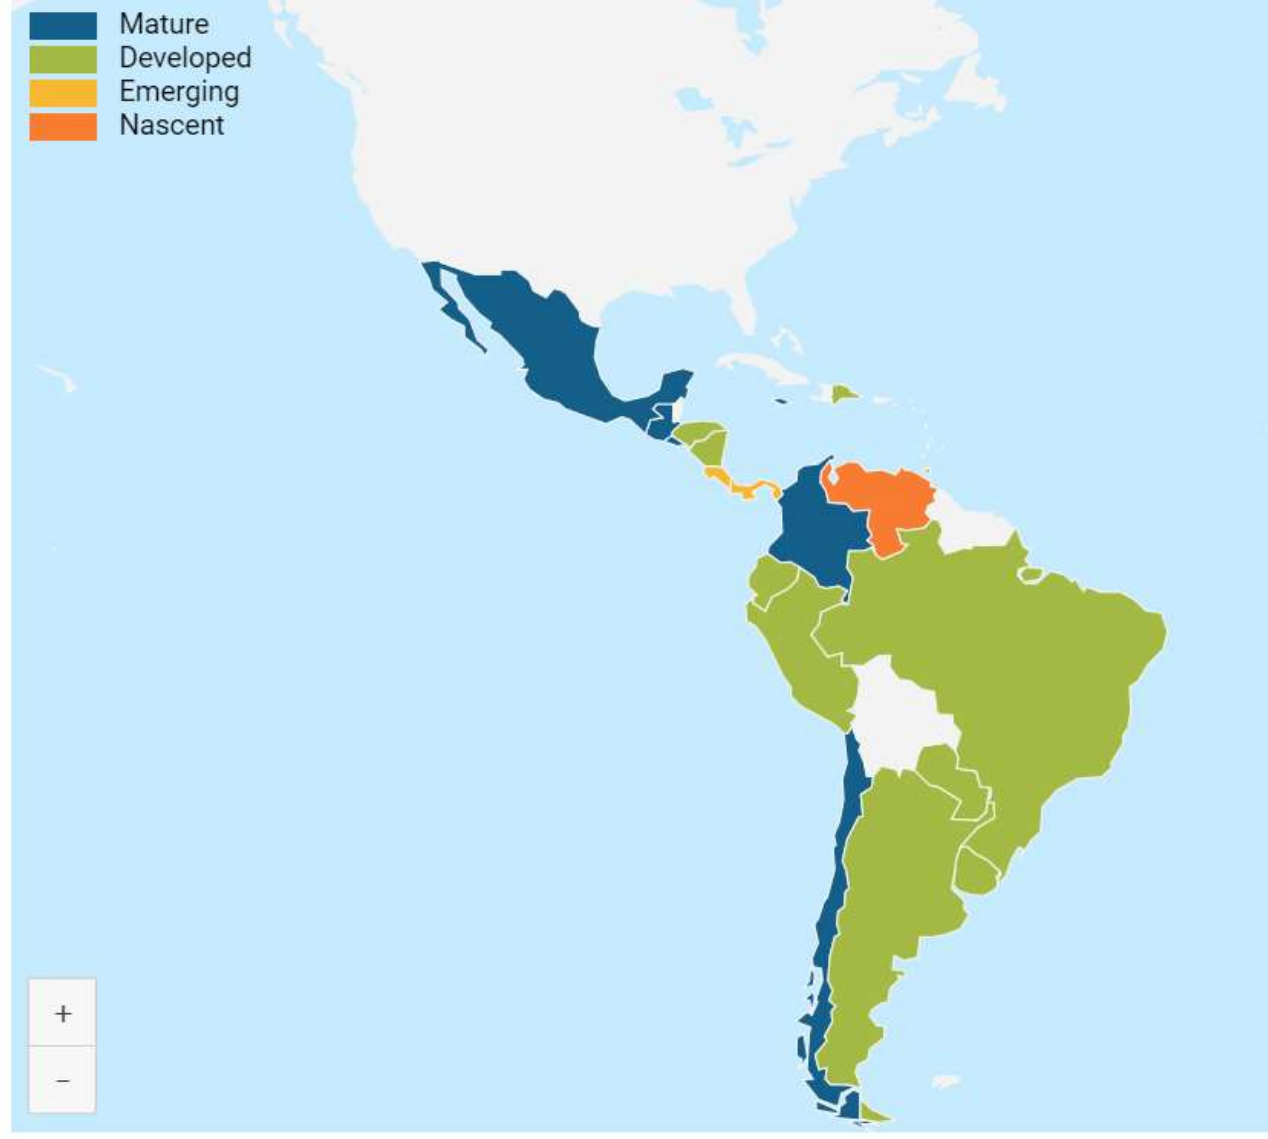 Mature
Developed
Emerging
Nascent
+
−